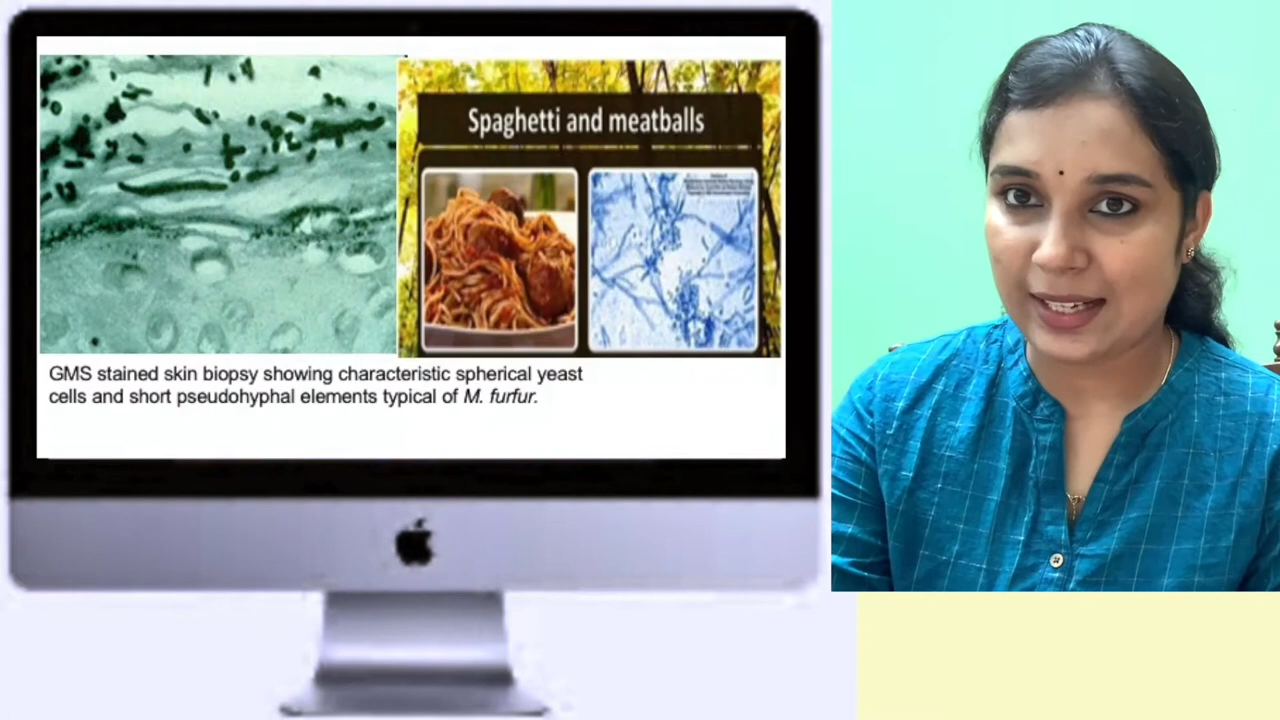 Spaghetti and meatballs
GMS stained skin biopsy showing characteristic spherical yeast
cells and short pseudohyphal elements typical of M. furfur.